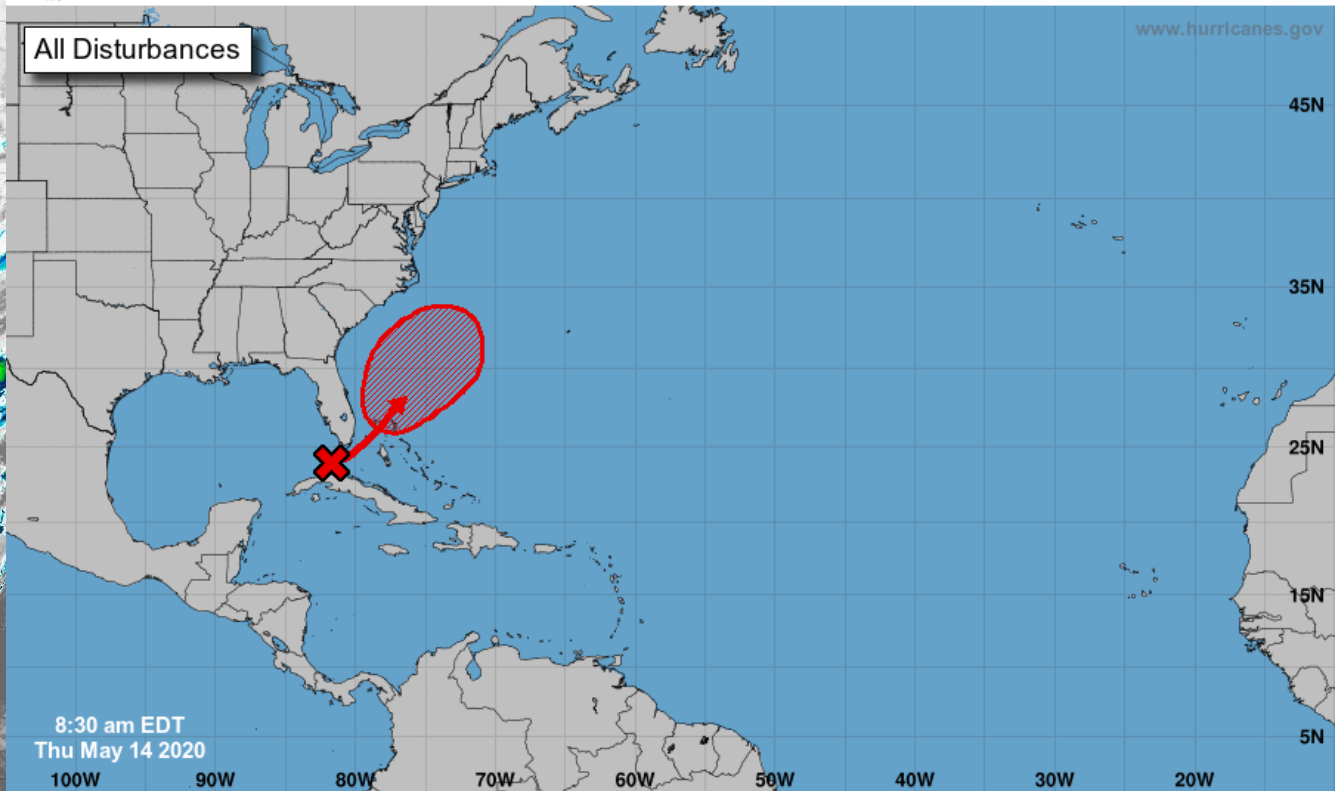 All Disturbances
www.hurricanes.gov
45N
35N
25N
15N
5N
8:30 am EDT
Thu May 14 2020
100W 90W 80W 70W 60W 50W 40W 30W 20W